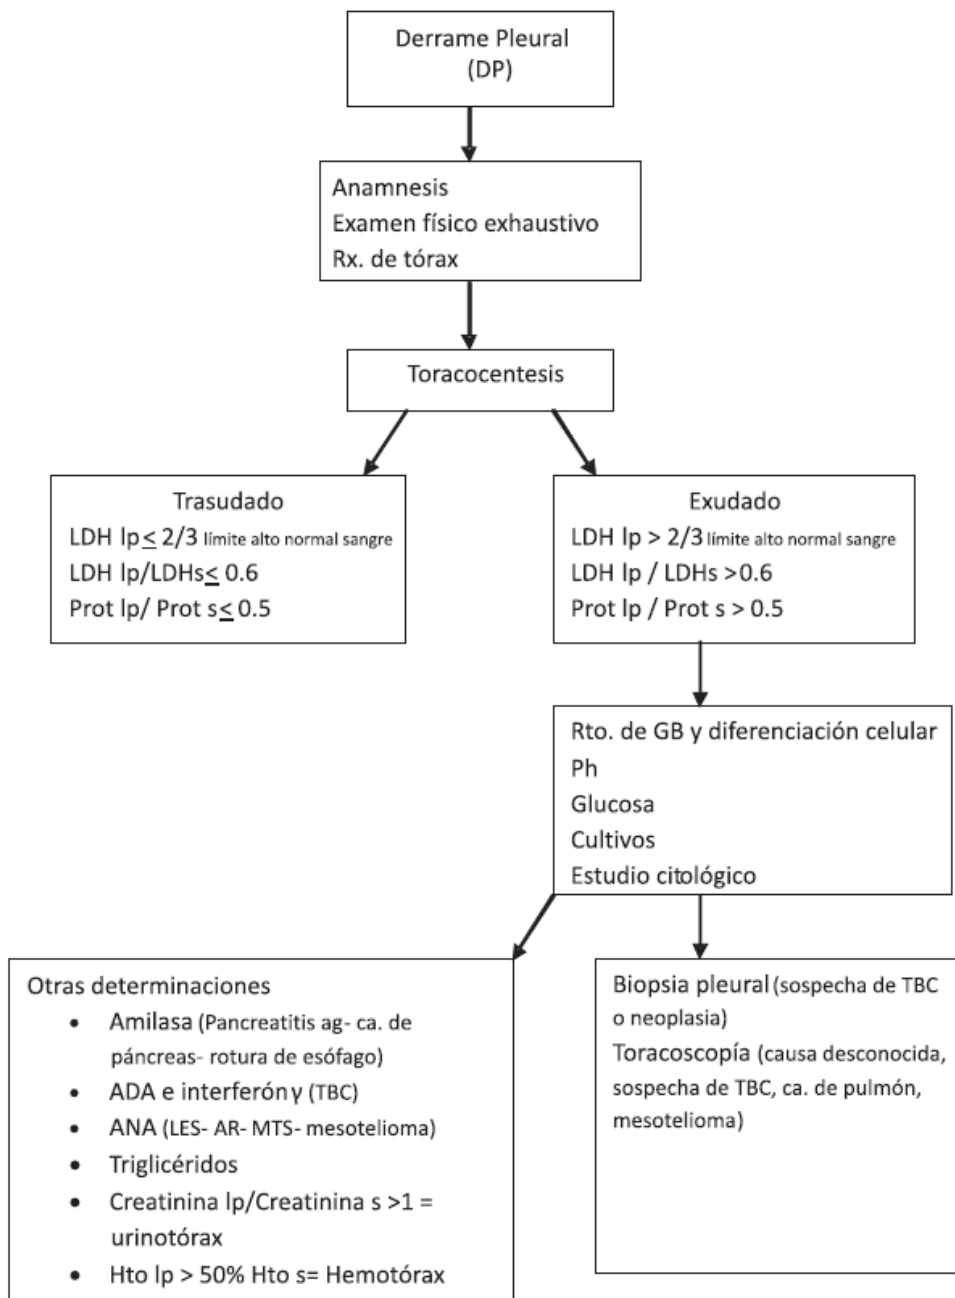 Derrame Pleural
(DP)
Anamnesis
Examen físico exhaustivo
Rx. de tórax
Toracocentesis
Trasudado
LDH lp ≤ 2/3 límite alto normal sangre
LDH lp/LDHs≤ 0.6
Prot lp/ Prot s≤ 0.5
Exudado
LDH lp > 2/3 límite alto normal sangre
LDH lp / LDHs >0.6
Prot lp / Prot s > 0.5
Rto. de GB y diferenciación celular
Ph
Glucosa
Cultivos
Estudio citológico
Otras determinaciones
• Amilasa (Pancreatitis ag- ca. de
páncreas- rotura de esófago)
• ADA e interferón γ (TBC)
• ANA (LES- AR- MTS- mesotelioma)
• Triglicéridos
• Creatinina lp/Creatinina s >1 =
urinotórax
• Hto lp > 50% Hto s= Hemotórax
Biopsia pleural (sospecha de TBC
o neoplasia)
Toracoscopía (causa desconocida,
sospecha de TBC, ca. de pulmón,
mesotelioma)